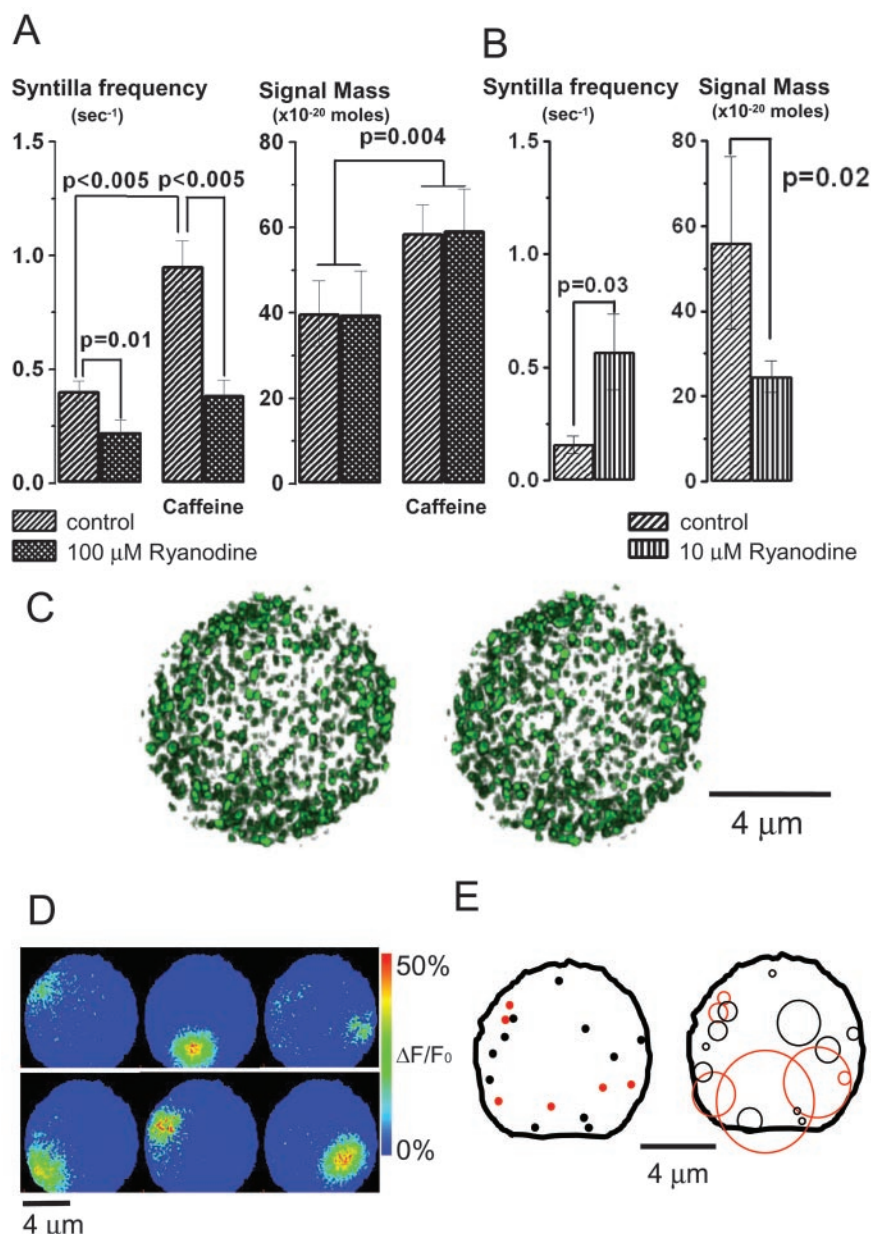 A
Syntilla frequency
(sec⁻¹)
1.5
1.0
0.5
0.0
p<0.005
p<0.005
p=0.01
Caffeine
Signal Mass
(x10⁻²⁰ moles)
80
60
40
20
0
p=0.004
Caffeine
control
100 μM Ryanodine
B
Syntilla frequency
(sec⁻¹)
1.5
1.0
0.5
0.0
p=0.03
Signal Mass
(x10⁻²⁰ moles)
80
60
40
20
0
p=0.02
control
10 μM Ryanodine
C
4 μm
D
50%
ΔF/F₀
0%
4 μm
E
4 μm